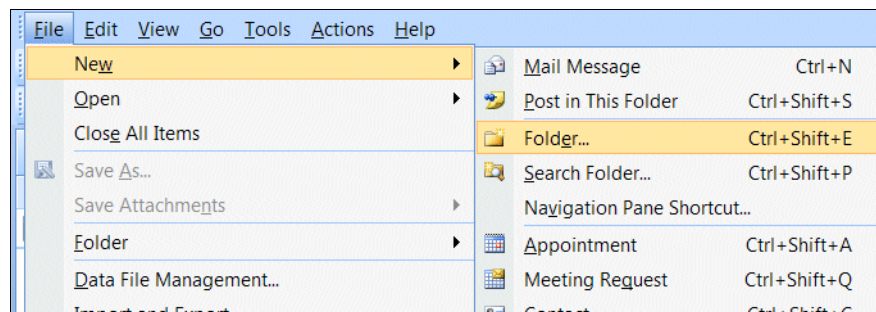 File Edit View Go Tools Actions Help
New
Open
Close All Items
Save As...
Save Attachments
Folder
Data File Management...
Mail Message Ctrl+N
Post in This Folder Ctrl+Shift+S
Folder... Ctrl+Shift+E
Search Folder... Ctrl+Shift+P
Navigation Pane Shortcut...
Appointment Ctrl+Shift+A
Meeting Request Ctrl+Shift+Q